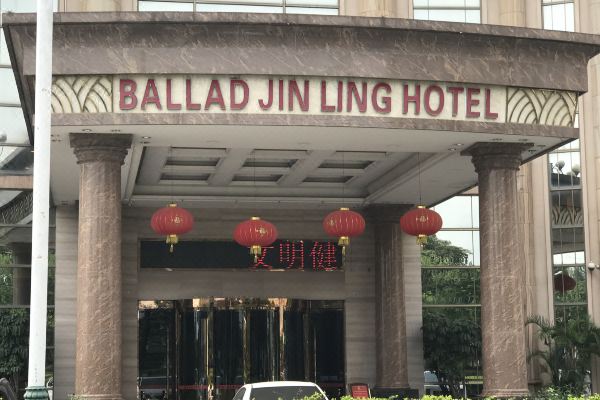 BALLAD JIN LING HOTEL
文明健